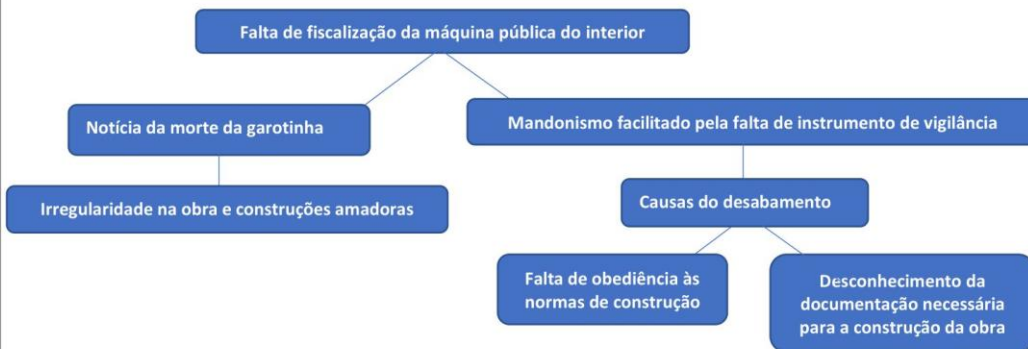 Falta de fiscalização da máquina pública do interior
Notícia da morte da garotinha
Mandonismo facilitado pela falta de instrumento de vigilância
Irregularidade na obra e construções amadoras
Causas do desabamento
Falta de obediência às
normas de construção
Desconhecimento da
documentação necessária
para a construção da obra